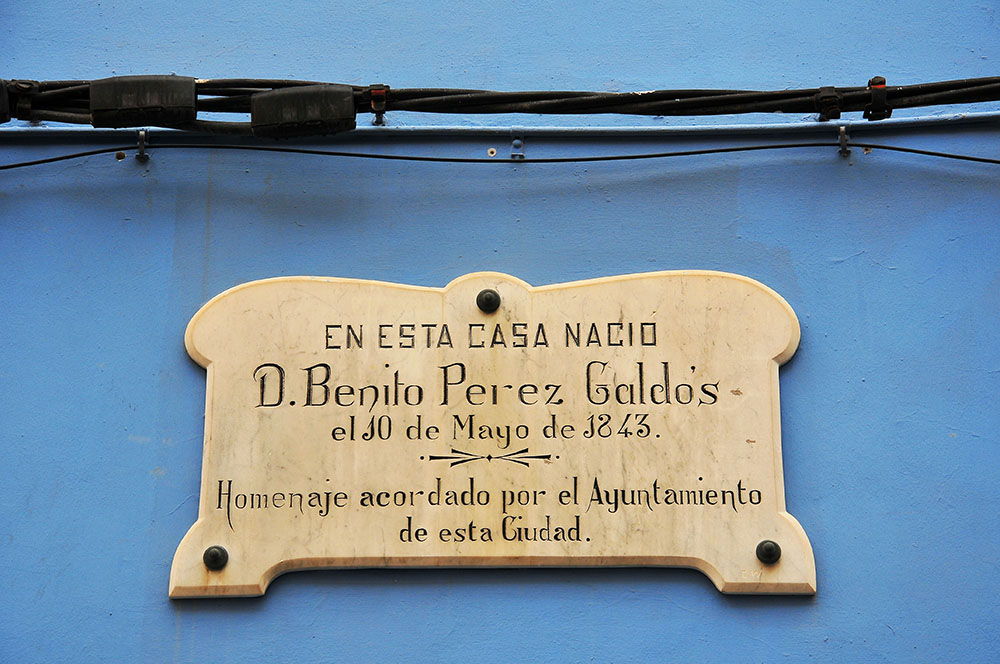 EN ESTA CASA NACIO
D. Benito Perez Galdós
el 10 de Mayo de 1843.
Homenaje acordado por el Ayuntamiento
de esta Ciudad.